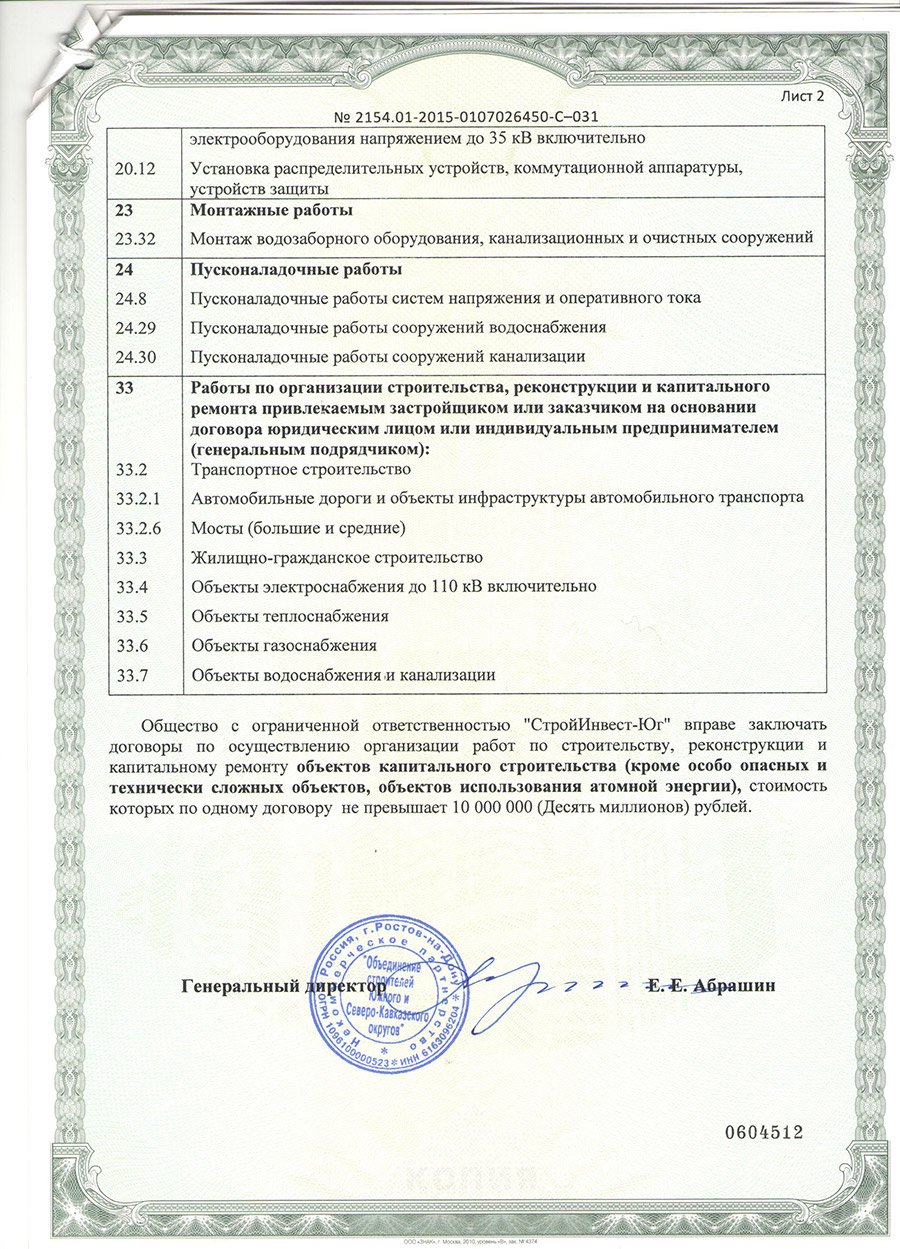 Лист 2
№ 2154.01-2015-0107026450-С–031
электрооборудования напряжением до 35 кВ включительно
20.12 Установка распределительных устройств, коммутационной аппаратуры,
устройств защиты
23 Монтажные работы
23.32 Монтаж водозаборного оборудования, канализационных и очистных сооружений
24 Пусконаладочные работы
24.8 Пусконаладочные работы систем напряжения и оперативного тока
24.29 Пусконаладочные работы сооружений водоснабжения
24.30 Пусконаладочные работы сооружений канализации
33 Работы по организации строительства, реконструкции и капитального
ремонта привлекаемым застройщиком или заказчиком на основании
договора юридическим лицом или индивидуальным предпринимателем
(генеральным подрядчиком):
33.2 Транспортное строительство
33.2.1 Автомобильные дороги и объекты инфраструктуры автомобильного транспорта
33.2.6 Мосты (большие и средние)
33.3 Жилищно-гражданское строительство
33.4 Объекты электроснабжения до 110 кВ включительно
33.5 Объекты теплоснабжения
33.6 Объекты газоснабжения
33.7 Объекты водоснабжения и канализации
Общество с ограниченной ответственностью "СтройИнвест-Юг" вправе заключать
договоры по осуществлению организации работ по строительству, реконструкции и
капитальному ремонту объектов капитального строительства (кроме особо опасных и
технически сложных объектов, объектов использования атомной энергии), стоимость
которых по одному договору не превышает 10 000 000 (Десять миллионов) рублей.
Россия, г.Ростов-на-Дону
Некоммерческое партнерство
"Объединение
строителей
Южного и
Северо-Кавказского
округов"
ОГРН 1096100000523 * ИНН 6163096204 *
Генеральный директор Е. Е. Абрашин
0604512
ООО «ЗНАК», г. Москва, 2010, уровень «В», зак. № 4374